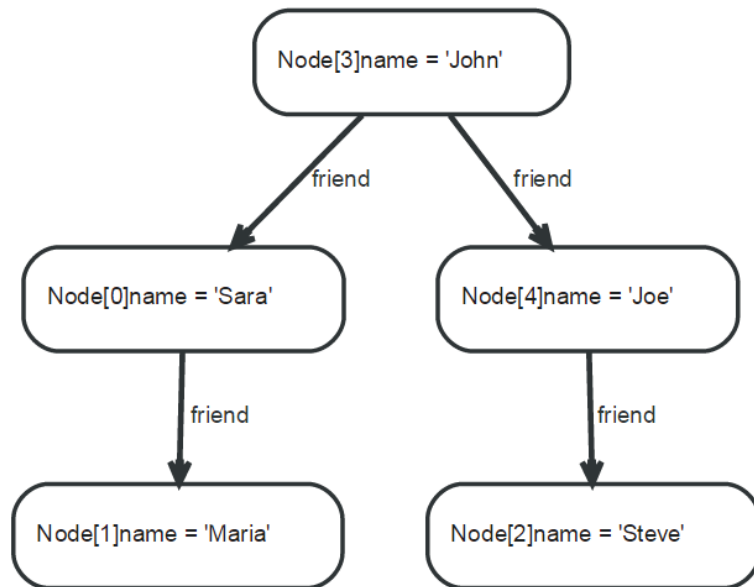 Node[3]name = 'John'
friend
friend
Node[0]name = 'Sara'
Node[4]name = 'Joe'
friend
friend
Node[1]name = 'Maria'
Node[2]name = 'Steve'